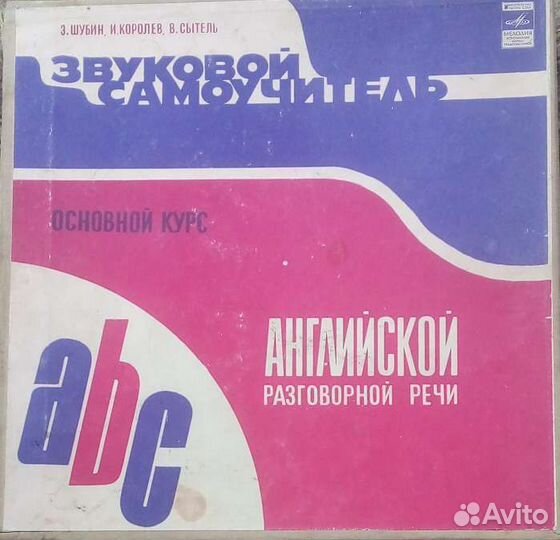 Э.ШУБИН, И.КОРОЛЕВ, В.СЫТЕЛЬ
МЕЛОДИЯ
ЗВУКОВОЙ
САМОУЧИТЕЛЬ
ОСНОВНОЙ КУРС
АНГЛИЙСКОЙ
РАЗГОВОРНОЙ РЕЧИ
abc
Avito